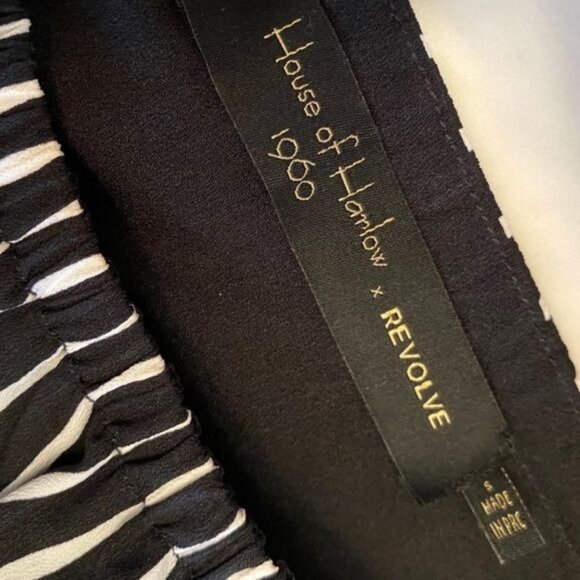 House of Harlow × REVOLVE
1960
S
MADE
IN PRC